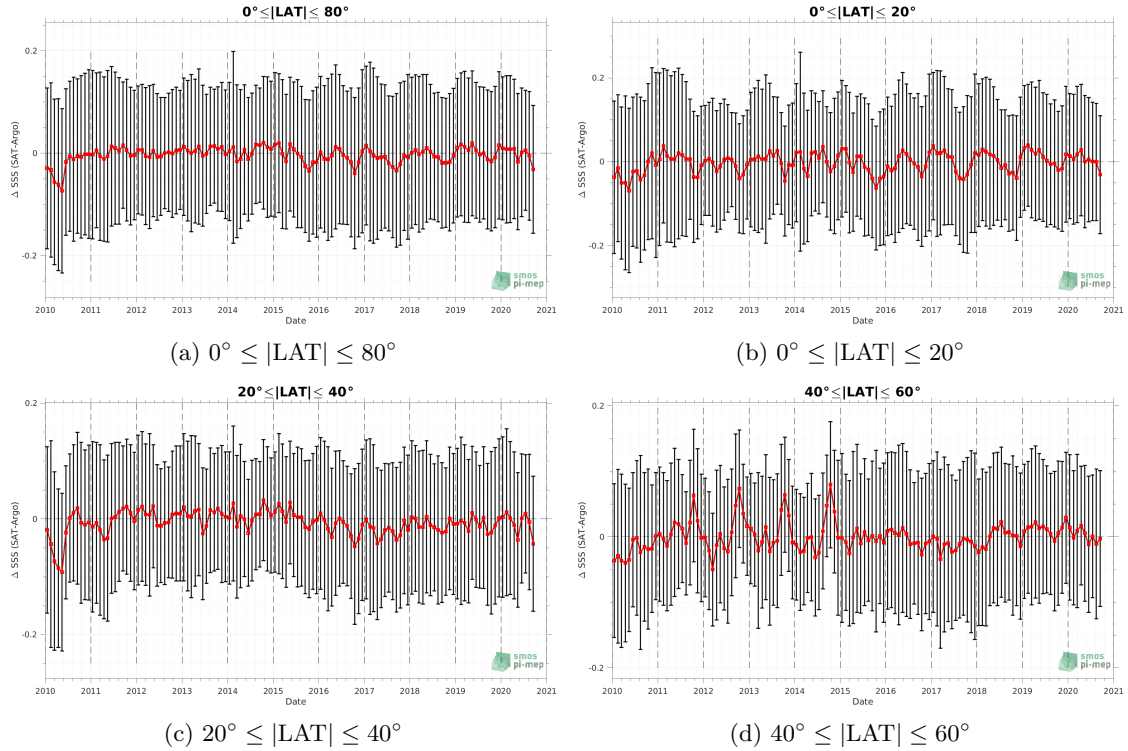 0°≤|LAT|≤ 80°
Δ SSS (SAT-Argo)
0.2
0
-0.2
2010 2011 2012 2013 2014 2015 2016 2017 2018 2019 2020 2021
Date
smos
pi-mep
(a) 0° ≤ |LAT| ≤ 80°
0°≤|LAT|≤ 20°
Δ SSS (SAT-Argo)
0.2
0
-0.2
2010 2011 2012 2013 2014 2015 2016 2017 2018 2019 2020 2021
Date
smos
pi-mep
(b) 0° ≤ |LAT| ≤ 20°
20°≤|LAT|≤ 40°
Δ SSS (SAT-Argo)
0.2
0
-0.2
2010 2011 2012 2013 2014 2015 2016 2017 2018 2019 2020 2021
Date
smos
pi-mep
(c) 20° ≤ |LAT| ≤ 40°
40°≤|LAT|≤ 60°
Δ SSS (SAT-Argo)
0.2
0
-0.2
2010 2011 2012 2013 2014 2015 2016 2017 2018 2019 2020 2021
Date
smos
pi-mep
(d) 40° ≤ |LAT| ≤ 60°